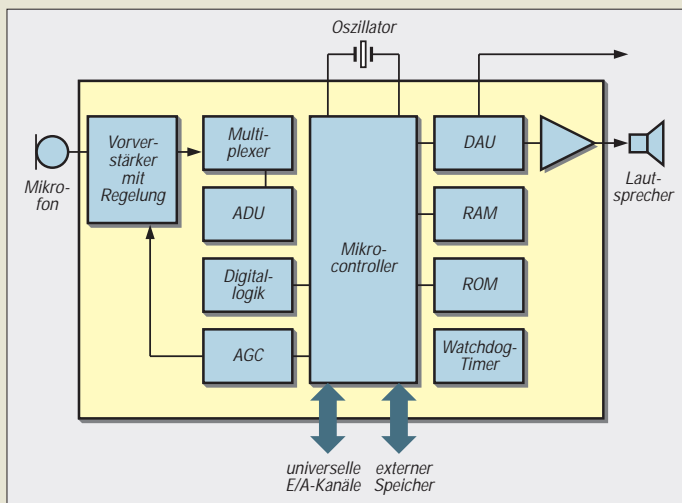 Oszillator
Vorver-
stärker
mit
Regelung
Multi-
plexer
DAU
Mikro-
fon
Laut-
sprecher
ADU
Mikro-
controller
RAM
Digital-
logik
ROM
AGC
Watchdog-
Timer
universelle
E/A-Kanäle
externer
Speicher